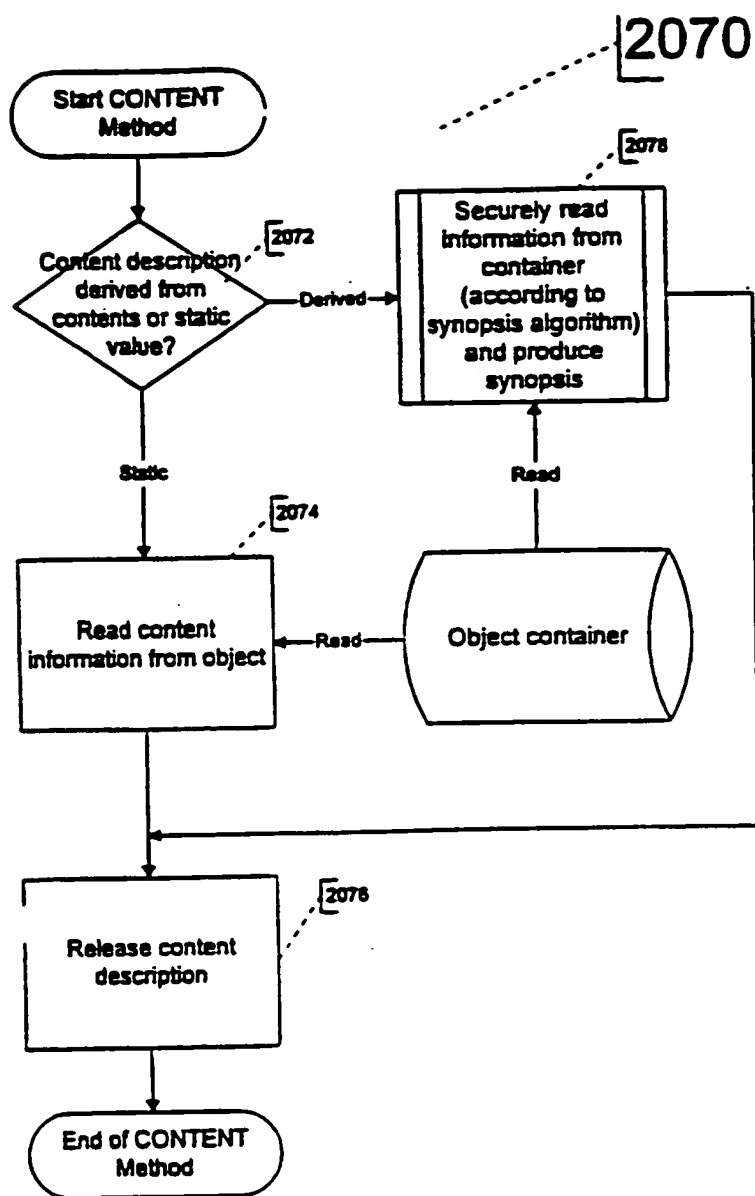 2070
Start CONTENT
Method
2078
Securely read
information from
container
(according to
synopsis algorithm)
and produce
synopsis
2072
Content description
derived from
contents or static
value?
Derived
Static
Read
2074
Read content
information from object
Read
Object container
2076
Release content
description
End of CONTENT
Method